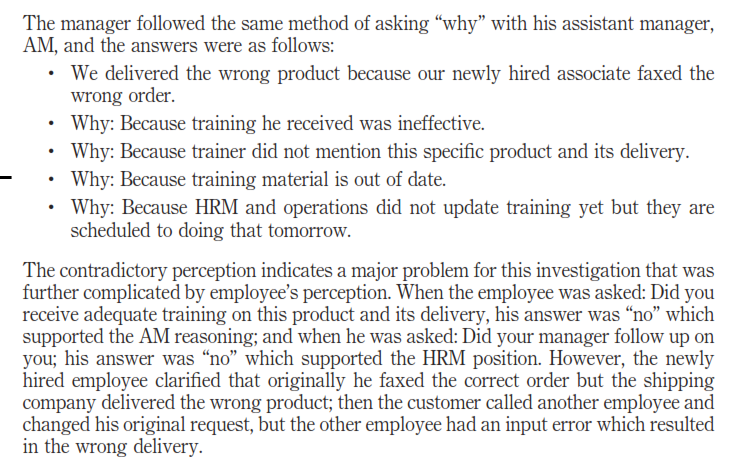 The manager followed the same method of asking “why” with his assistant manager,
AM, and the answers were as follows:
• We delivered the wrong product because our newly hired associate faxed the
wrong order.
• Why: Because training he received was ineffective.
• Why: Because trainer did not mention this specific product and its delivery.
• Why: Because training material is out of date.
• Why: Because HRM and operations did not update training yet but they are
scheduled to doing that tomorrow.
The contradictory perception indicates a major problem for this investigation that was
further complicated by employee’s perception. When the employee was asked: Did you
receive adequate training on this product and its delivery, his answer was “no” which
supported the AM reasoning; and when he was asked: Did your manager follow up on
you; his answer was “no” which supported the HRM position. However, the newly
hired employee clarified that originally he faxed the correct order but the shipping
company delivered the wrong product; then the customer called another employee and
changed his original request, but the other employee had an input error which resulted
in the wrong delivery.